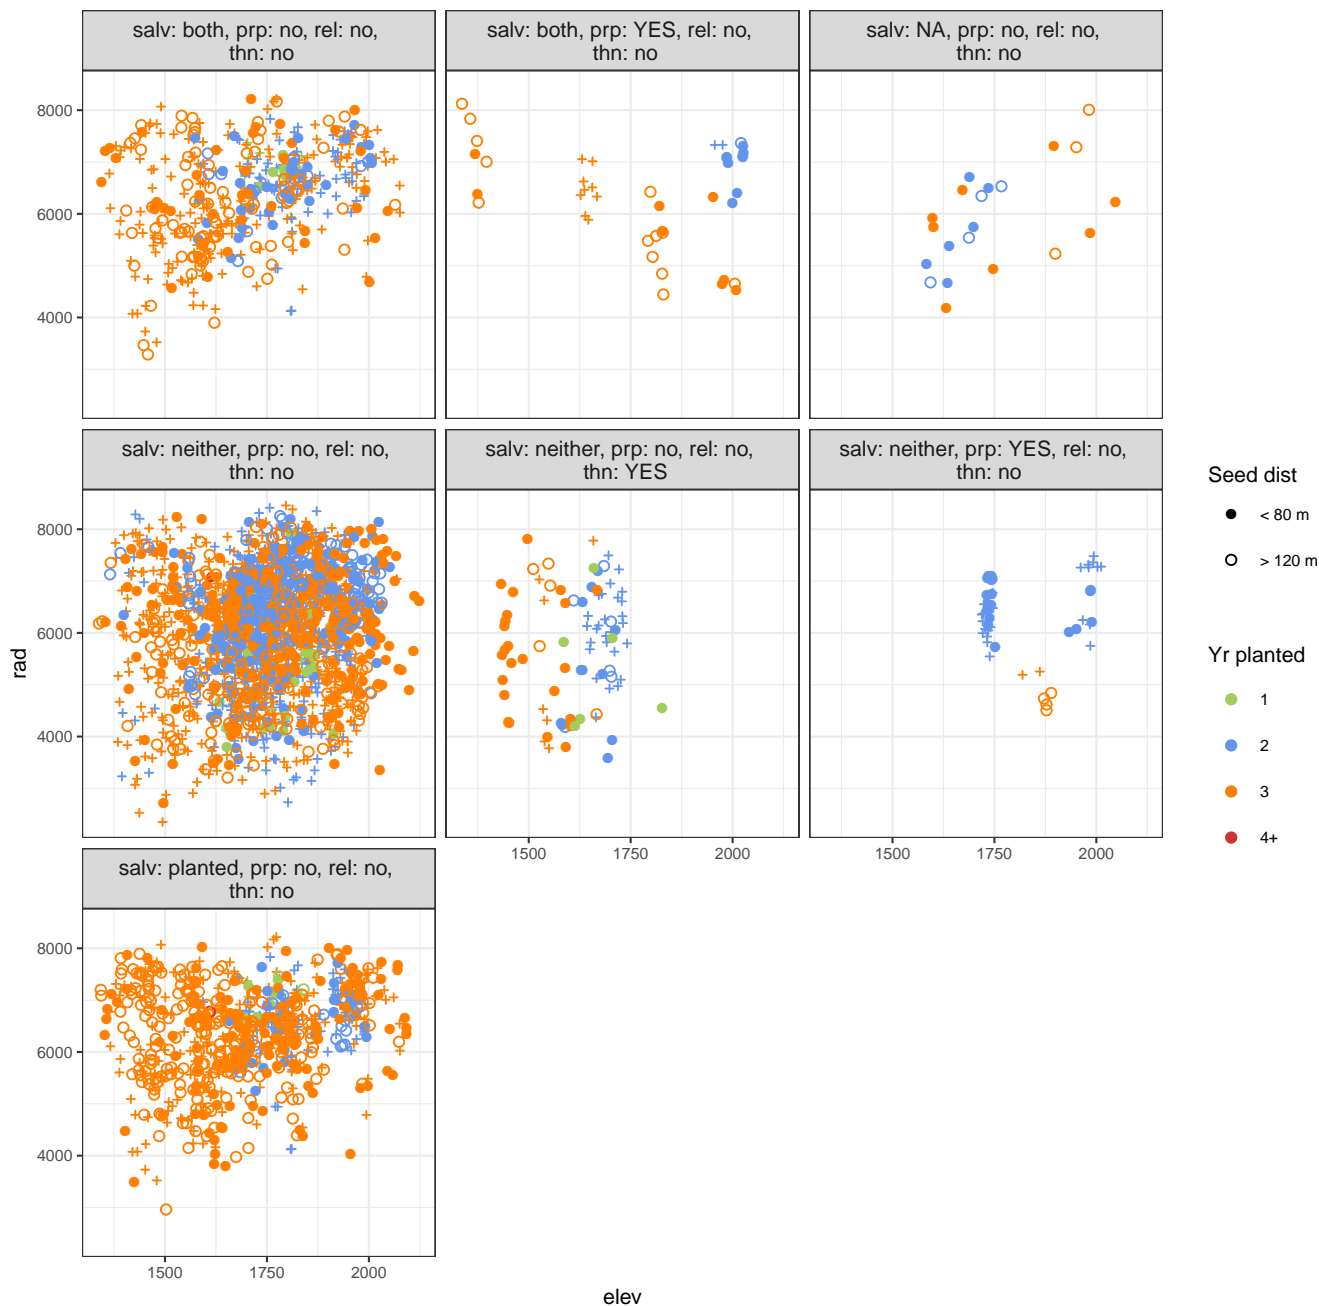 salv: both, prp: no, rel: no,
thn: no
salv: both, prp: YES, rel: no,
thn: no
salv: NA, prp: no, rel: no,
thn: no
8000
6000
4000
salv: neither, prp: no, rel: no,
thn: no
salv: neither, prp: no, rel: no,
thn: YES
salv: neither, prp: YES, rel: no,
thn: no
8000
6000
4000
1500
1750
2000
1500
1750
2000
salv: planted, prp: no, rel: no,
thn: no
8000
6000
4000
1500
1750
2000
elev
rad
Seed dist
< 80 m
> 120 m
Yr planted
1
2
3
4+